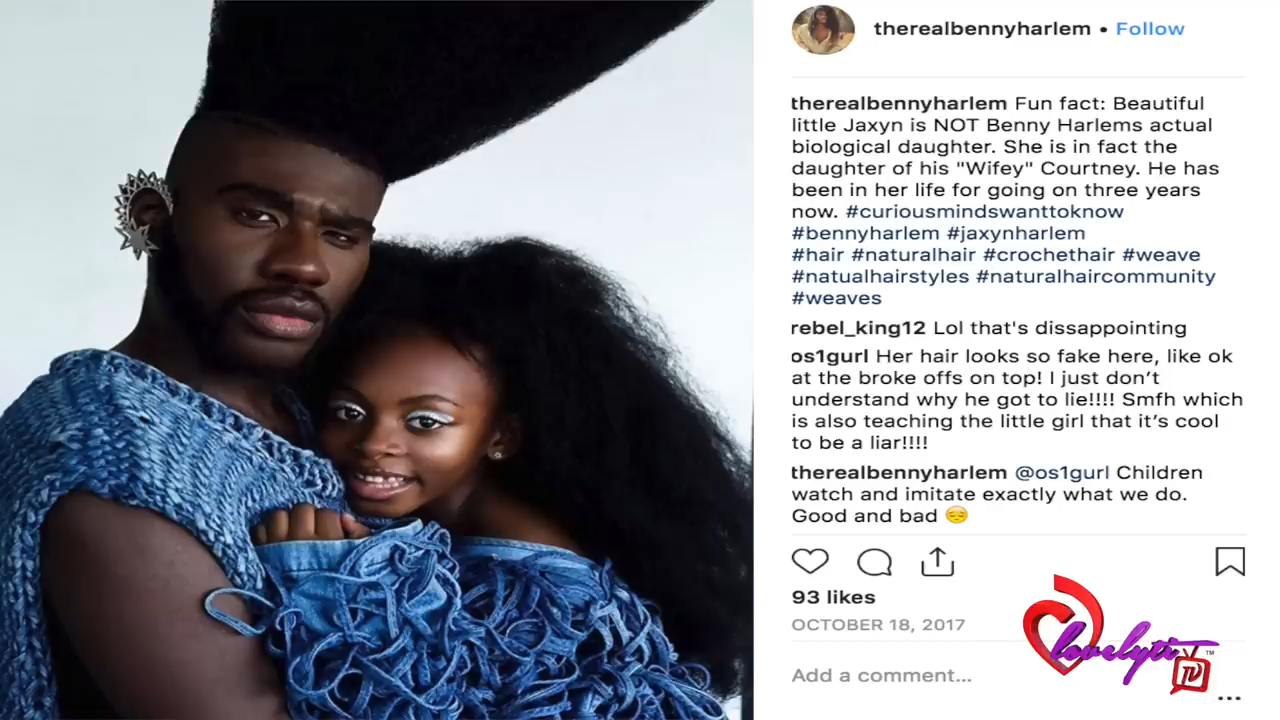 therealbennyharlem • Follow
therealbennyharlem Fun fact: Beautiful
little Jaxyn is NOT Benny Harlems actual
biological daughter. She is in fact the
daughter of his "Wifey" Courtney. He has
been in her life for going on three years
now. #curiousmindswanttoknow
#bennyharlem #jaxynharlem
#hair #naturalhair #crochethair #weave
#natualhairstyles #naturalhaircommunity
#weaves
rebel_king12 Lol that's dissappointing
os1gurl Her hair looks so fake here, like ok
at the broke offs on top! I just don’t
understand why he got to lie!!!! Smfh which
is also teaching the little girl that it’s cool
to be a liar!!!!
therealbennyharlem @os1gurl Children
watch and imitate exactly what we do.
Good and bad 😔
93 likes
OCTOBER 18, 2017
lovelyti TM
TV
Add a comment...